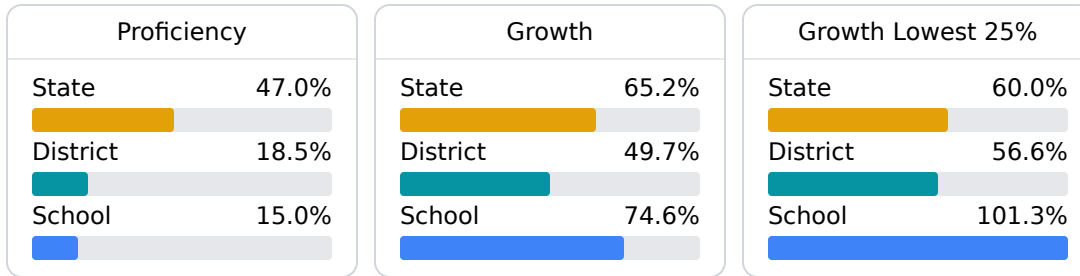 Proficiency
State 47.0%
District 18.5%
School 15.0%
Growth
State 65.2%
District 49.7%
School 74.6%
Growth Lowest 25%
State 60.0%
District 56.6%
School 101.3%